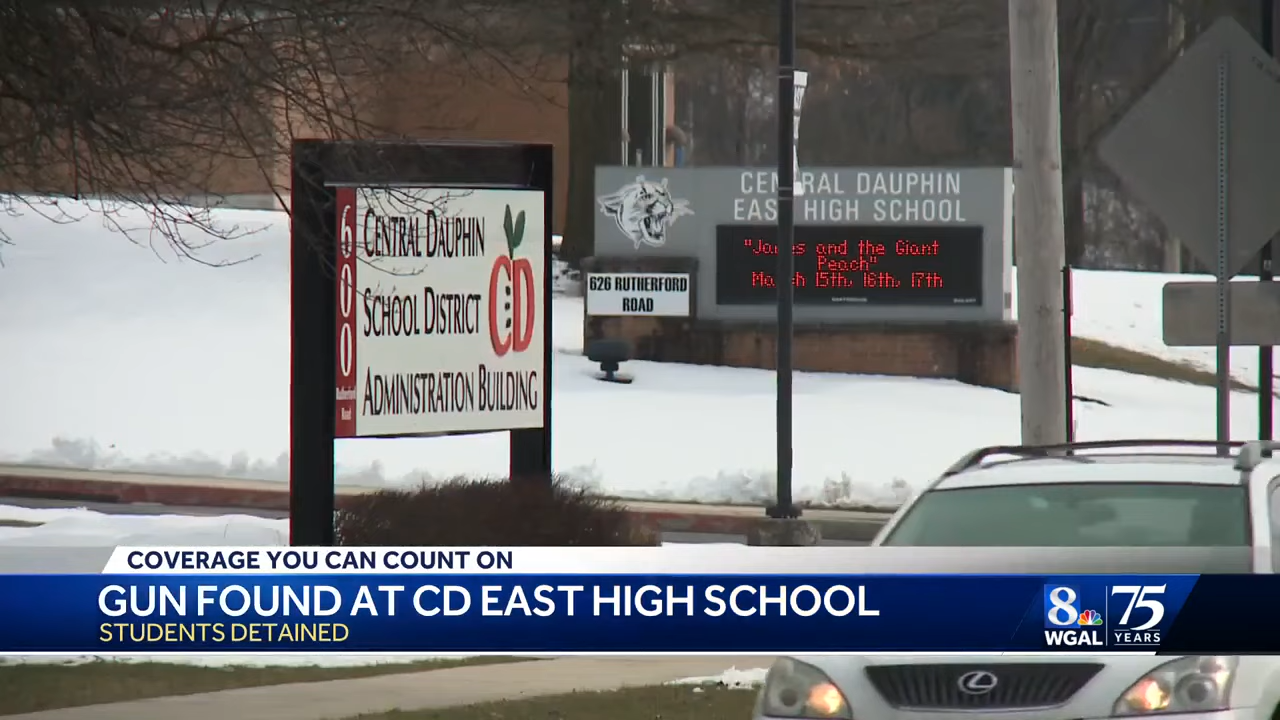 600
Rutherford
Road
CENTRAL DAUPHIN
SCHOOL DISTRICT
CD
ADMINISTRATION BUILDING
CENTRAL DAUPHIN
EAST HIGH SCHOOL
"James and the Giant
Peach"
March 15th, 16th, 17th
626 RUTHERFORD
ROAD
COVERAGE YOU CAN COUNT ON
GUN FOUND AT CD EAST HIGH SCHOOL
STUDENTS DETAINED
8
WGAL
75
YEARS